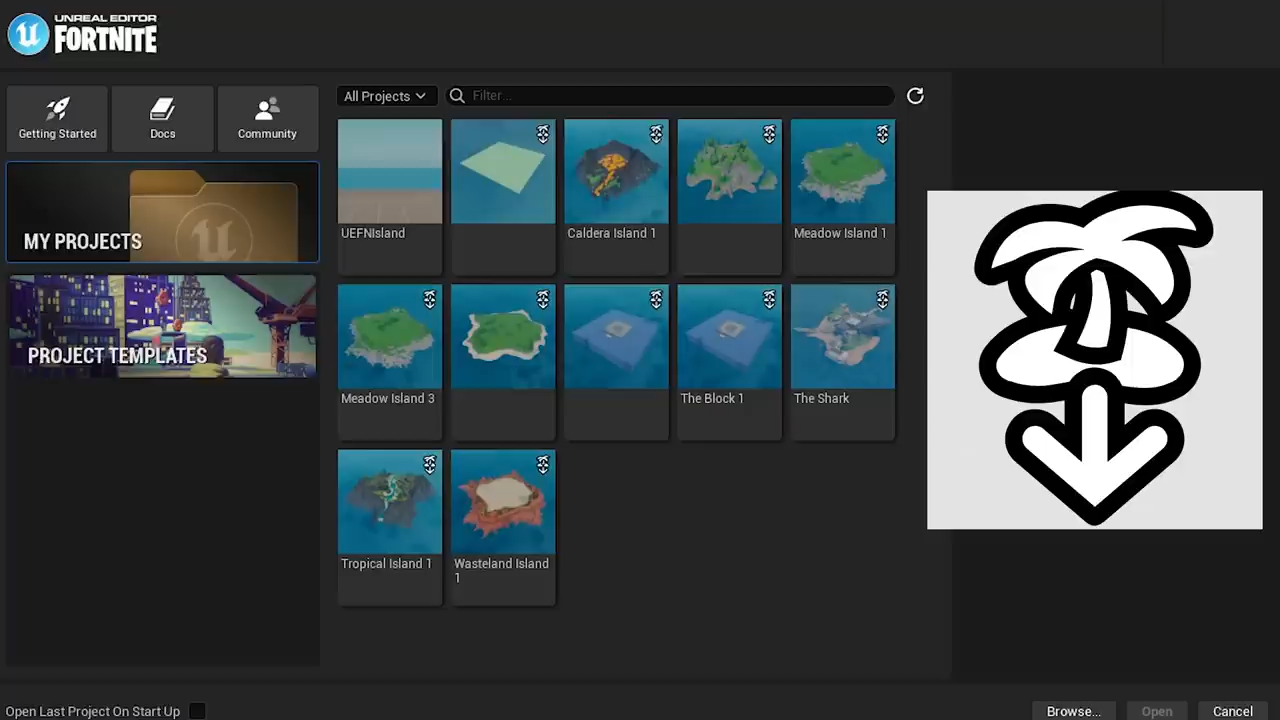 UNREAL EDITOR
FORTNITE
Getting Started
Docs
Community
MY PROJECTS
PROJECT TEMPLATES
All Projects
Filter...
UEFNIsland
Caldera Island 1
Meadow Island 1
Meadow Island 3
The Block 1
The Shark
Tropical Island 1
Wasteland Island
1
Open Last Project On Start Up
Browse...
Open
Cancel